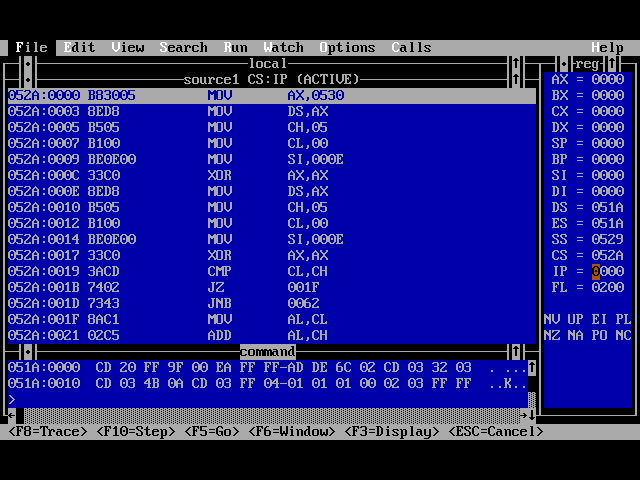 File Edit View Search Run Watch Options Calls Help
local
source1 CS:IP (ACTIVE)
052A:0000 B83005 MOV AX,0530
052A:0003 8ED8 MOV DS,AX
052A:0005 B505 MOV CH,05
052A:0007 B100 MOV CL,00
052A:0009 BE0E00 MOV SI,000E
052A:000C 33C0 XOR AX,AX
052A:000E 8ED8 MOV DS,AX
052A:0010 B505 MOV CH,05
052A:0012 B100 MOV CL,00
052A:0014 BE0E00 MOV SI,000E
052A:0017 33C0 XOR AX,AX
052A:0019 3ACD CMP CL,CH
052A:001B 7402 JZ 001F
052A:001D 7343 JNB 0062
052A:001F 8AC1 MOV AL,CL
052A:0021 02C5 ADD AL,CH
command
051A:0000 CD 20 FF 9F 00 EA FF FF-AD DE 6C 02 CD 03 32 03 . ....
051A:0010 CD 03 4B 0A CD 03 FF 04-01 01 01 00 02 03 FF FF ..K..
>
reg
AX = 0000
BX = 0000
CX = 0000
DX = 0000
SP = 0000
BP = 0000
SI = 0000
DI = 0000
DS = 051A
ES = 051A
SS = 0529
CS = 052A
IP = 0000
FL = 0200
NV UP EI PL
NZ NA PO NC
<F8=Trace> <F10=Step> <F5=Go> <F6=Window> <F3=Display> <ESC=Cancel>